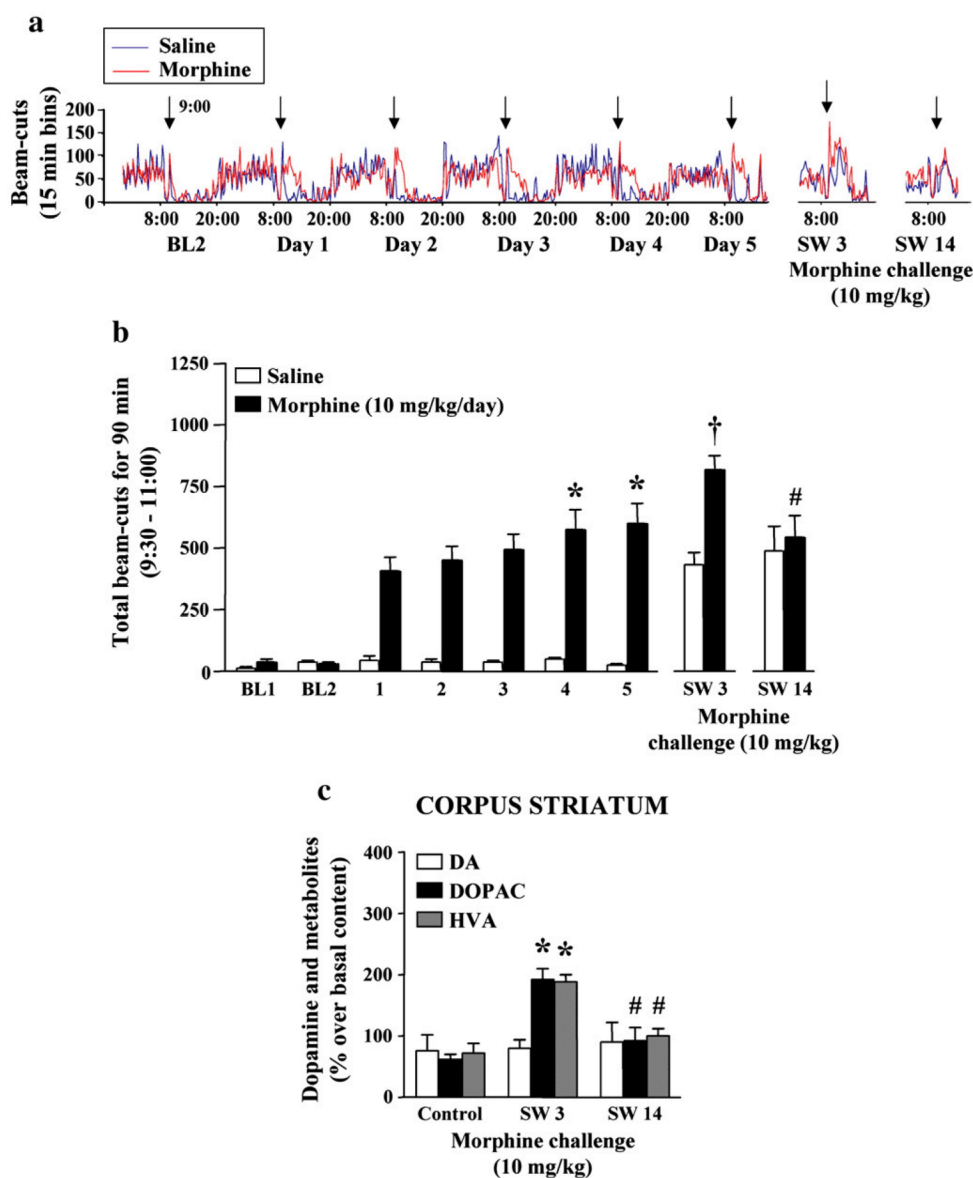 a
Saline
Morphine
Beam-cuts
(15 min bins)
200
150
100
50
0
9:00
8:00 20:00 8:00 20:00 8:00 20:00 8:00 20:00 8:00 20:00 8:00 8:00 8:00
BL2 Day 1 Day 2 Day 3 Day 4 Day 5 SW 3 SW 14
Morphine challenge
(10 mg/kg)
b
Total beam-cuts for 90 min
(9:30 - 11:00)
1250
1000
750
500
250
0
Saline
Morphine (10 mg/kg/day)
* * † #
BL1 BL2 1 2 3 4 5 SW 3 SW 14
Morphine
challenge (10 mg/kg)
c
CORPUS STRIATUM
Dopamine and metabolites
(% over basal content)
400
300
200
100
0
DA
DOPAC
HVA
* * # #
Control SW 3 SW 14
Morphine challenge
(10 mg/kg)